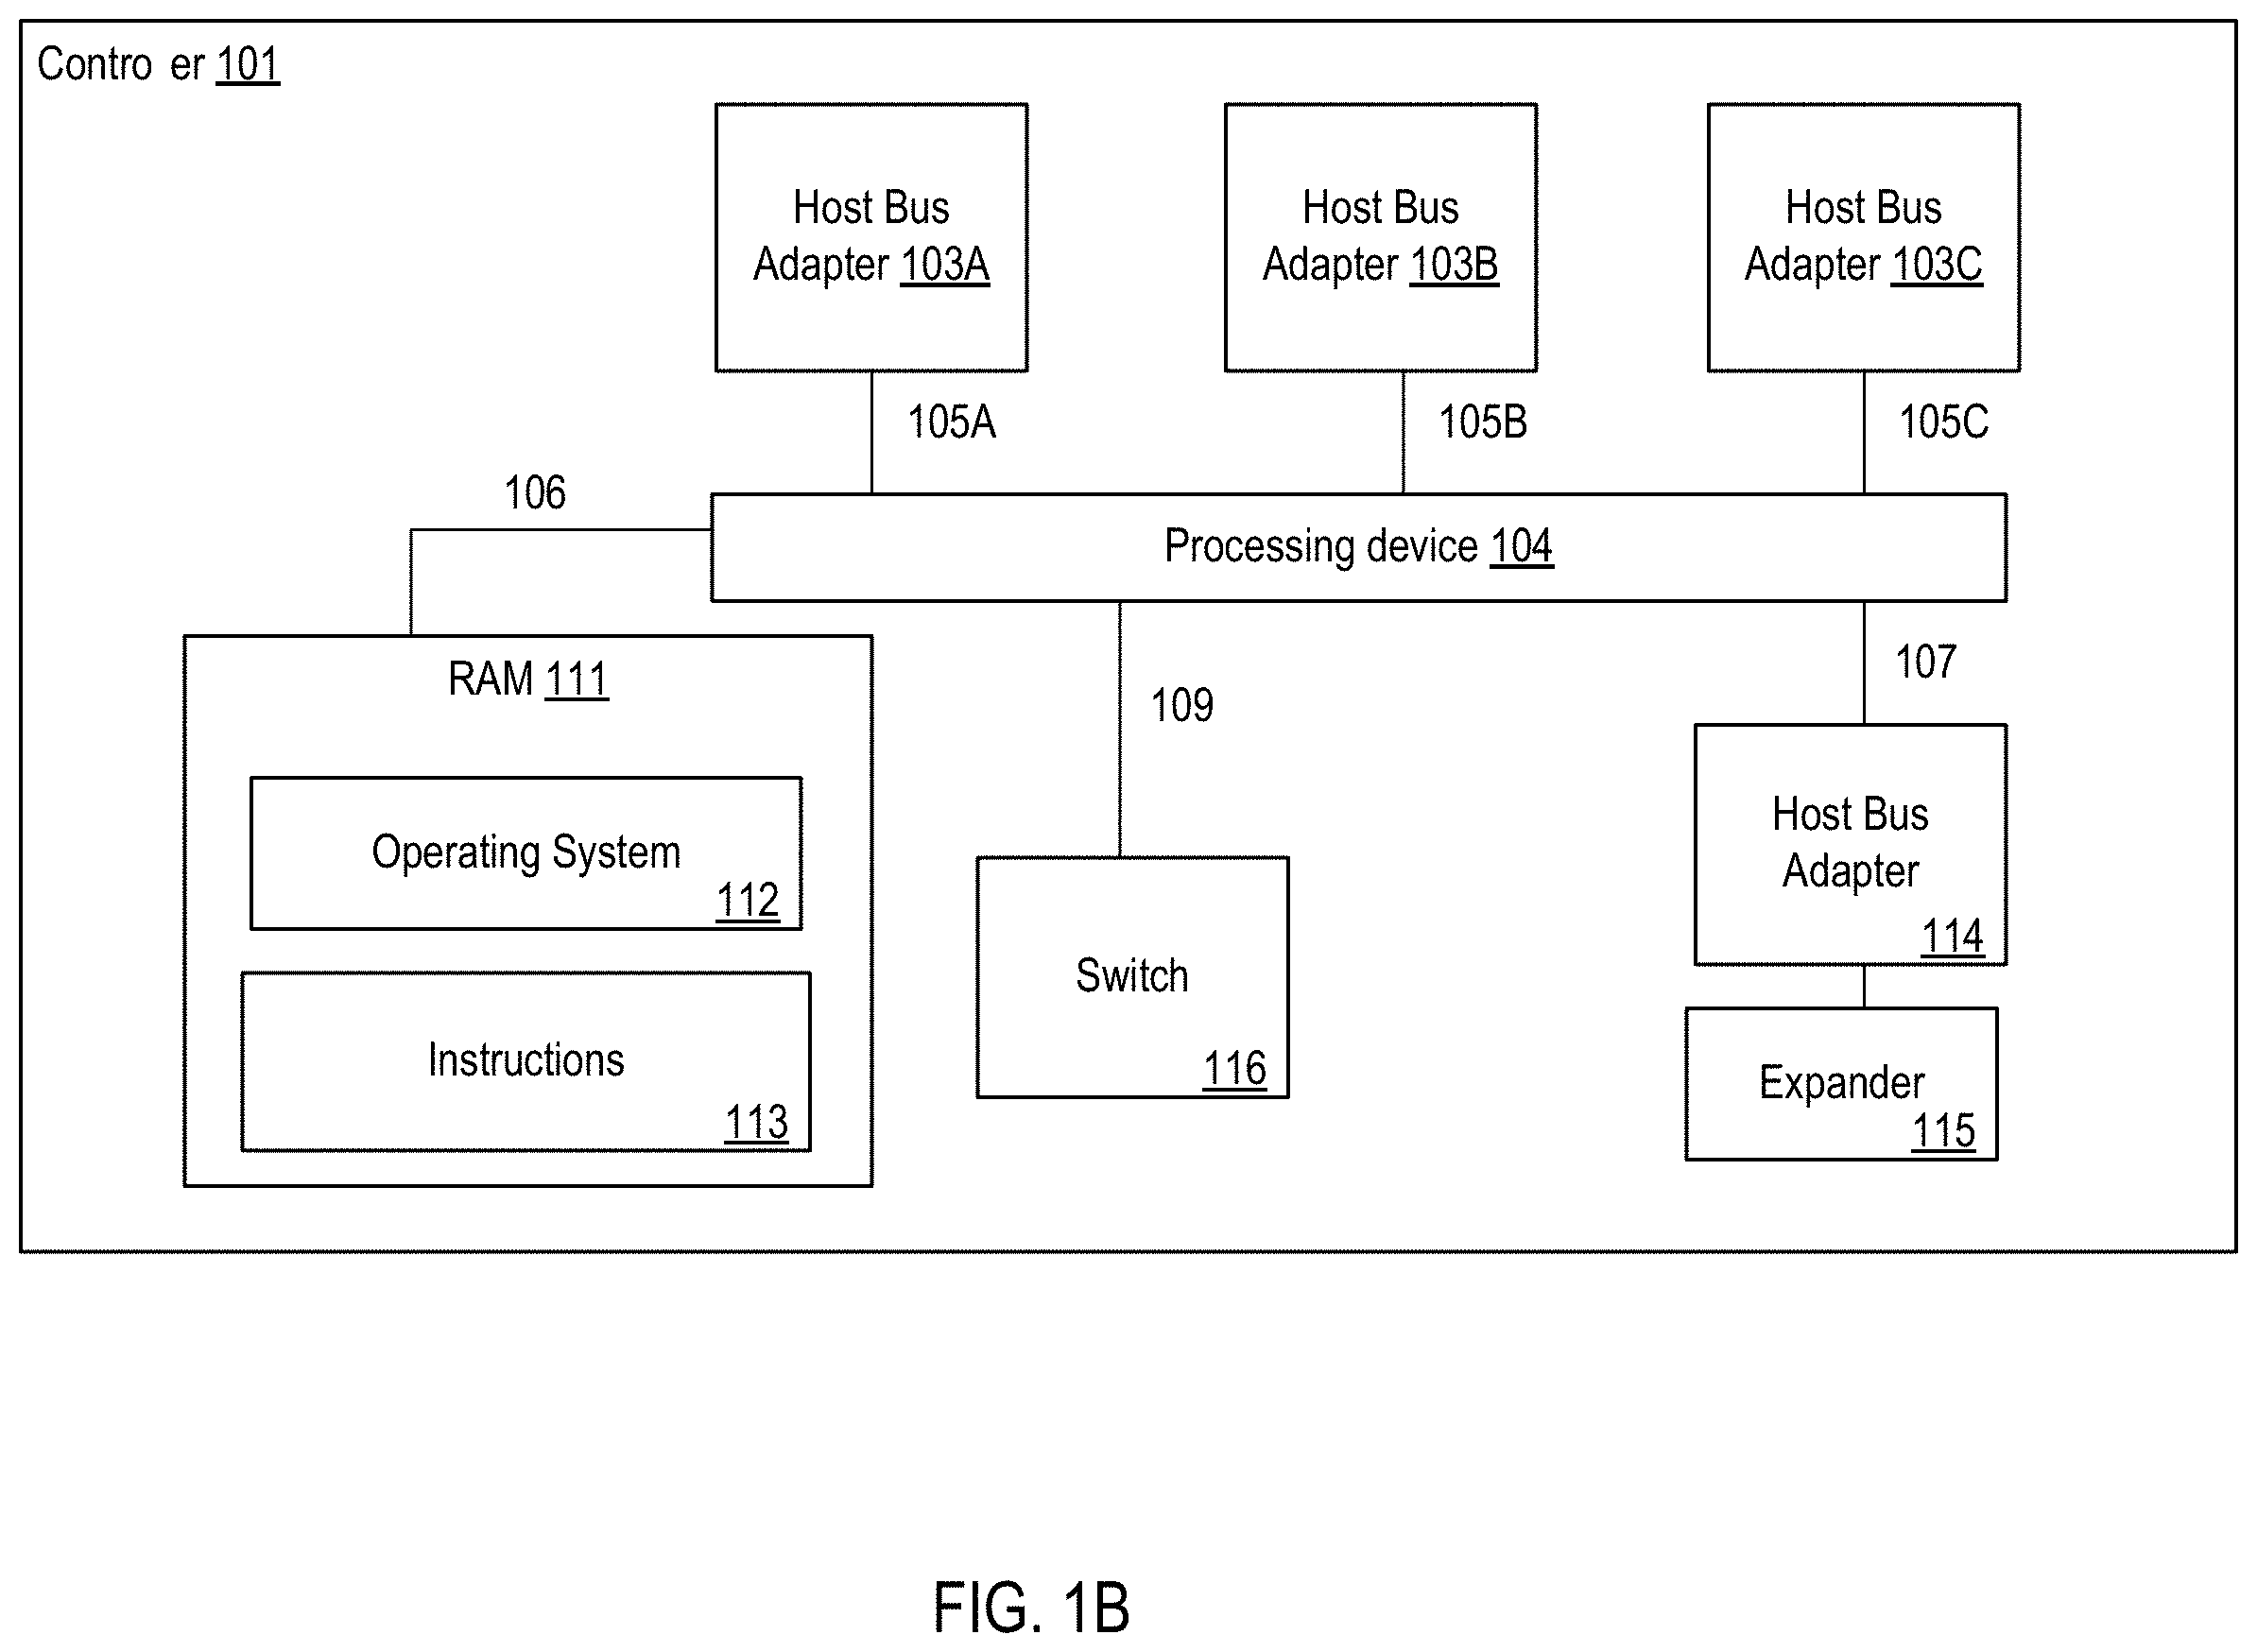 Contro er 101
Host Bus
Adapter 103A
Host Bus
Adapter 103B
Host Bus
Adapter 103C
105A
105B
105C
106
Processing device 104
RAM 111
107
109
Operating System
112
Host Bus
Adapter
114
Switch
116
Instructions
113
Expander
115
FIG. 1B